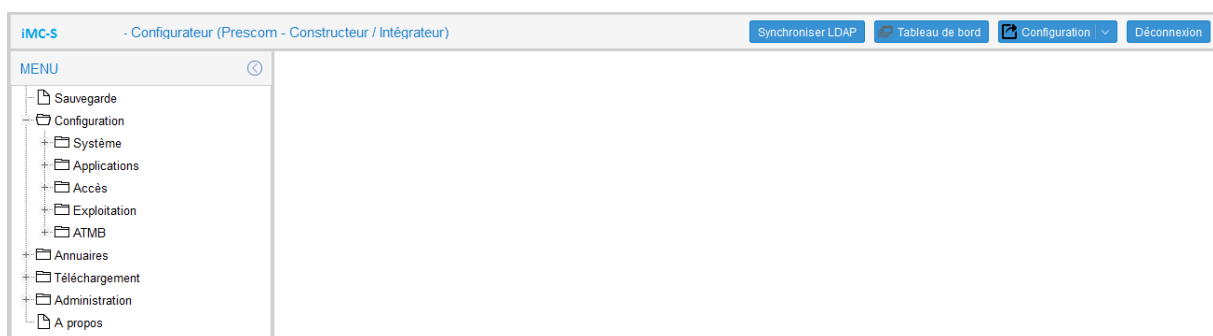 iMC-S - Configurateur (Prescom - Constructeur / Intégrateur) Synchroniser LDAP Tableau de bord Configuration Déconnexion
MENU
Sauvegarde
Configuration
Système
Applications
Accès
Exploitation
ATMB
Annuaires
Téléchargement
Administration
A propos